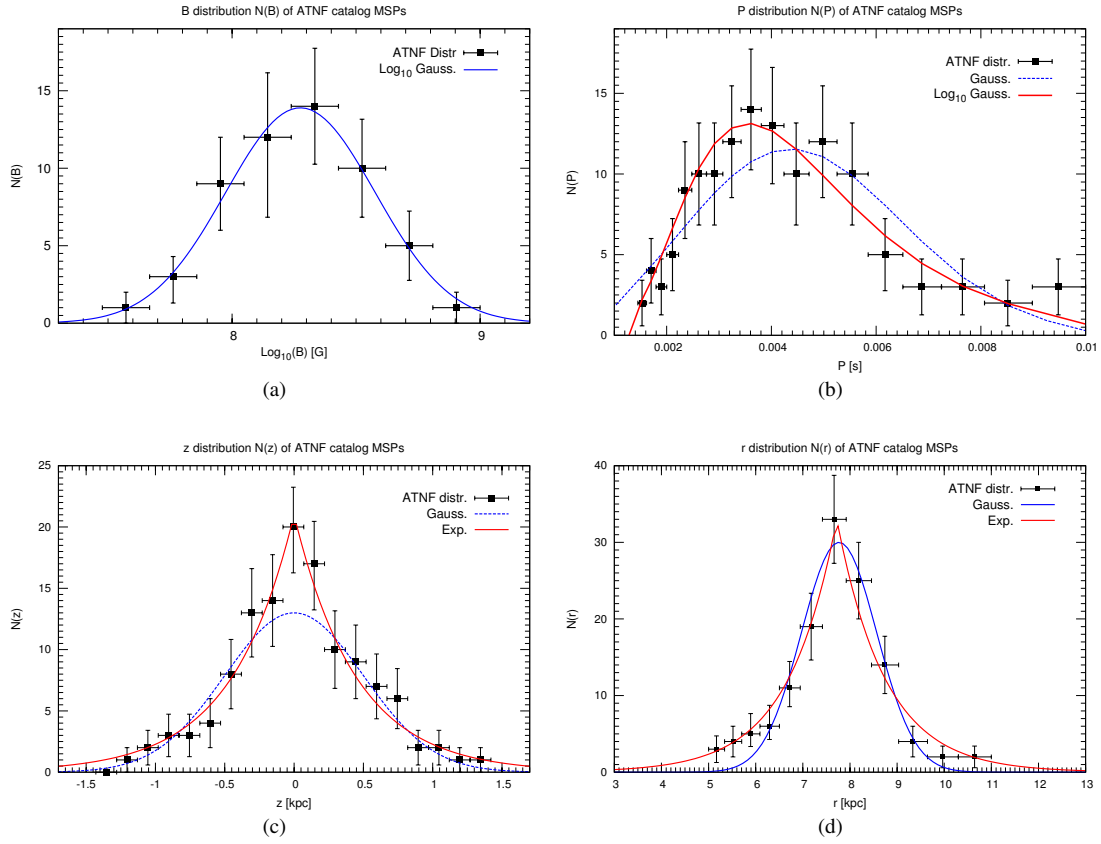 B distribution N(B) of ATNF catalog MSPs
ATNF Distr
Log10 Gauss.
N(B)
15
10
5
0
8
9
Log10(B) [G]
(a)
P distribution N(P) of ATNF catalog MSPs
ATNF distr.
Gauss.
Log10 Gauss.
N(P)
15
10
5
0
0.002
0.004
0.006
0.008
0.01
P [s]
(b)
z distribution N(z) of ATNF catalog MSPs
ATNF distr.
Gauss.
Exp.
N(z)
25
20
15
10
5
0
-1.5
-1
-0.5
0
0.5
1
1.5
z [kpc]
(c)
r distribution N(r) of ATNF catalog MSPs
ATNF distr.
Gauss.
Exp.
N(r)
40
30
20
10
0
3
4
5
6
7
8
9
10
11
12
13
r [kpc]
(d)